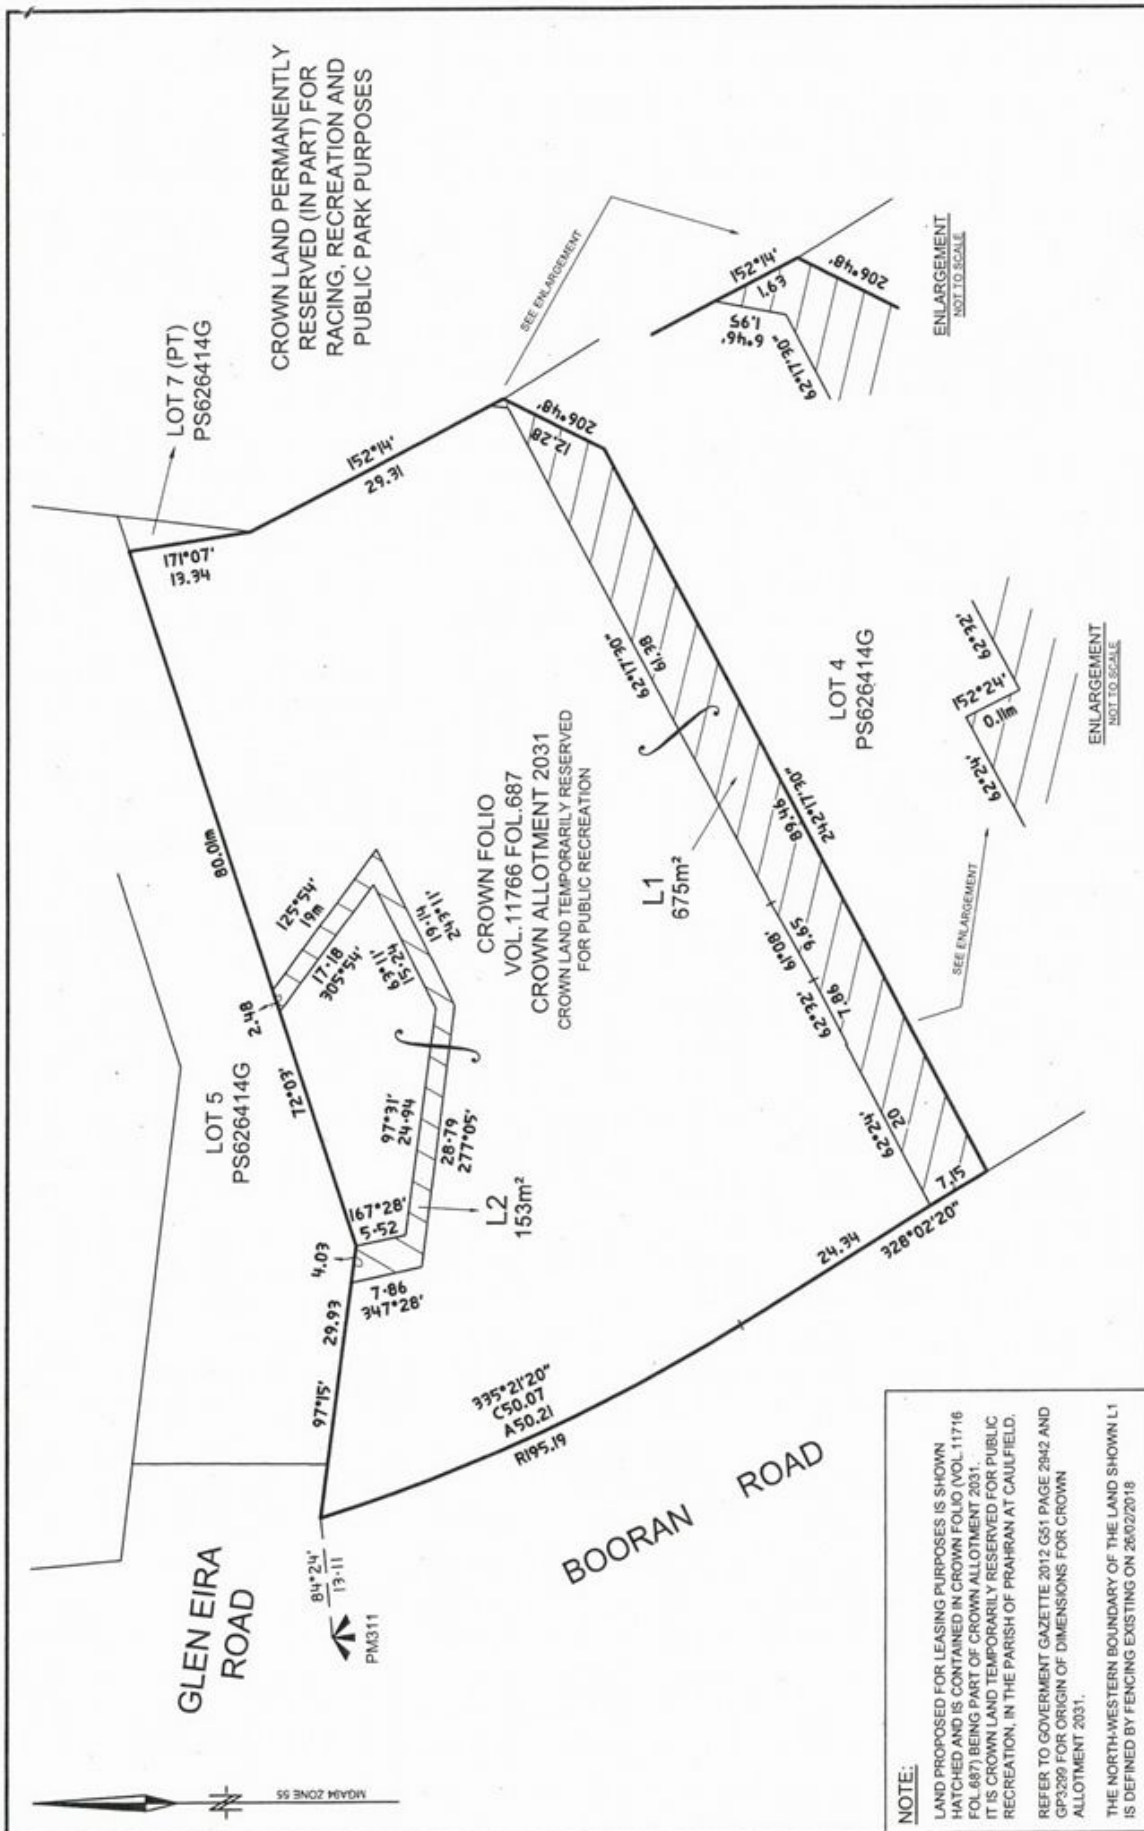 GLEN EIRA
ROAD
MGA94 ZONE 55
84°24'
13·11
PM311
97°15'
29.93
4.03
LOT 5
PS626414G
72°03'
2.48
80.01m
LOT 7 (PT)
PS626414G
171°07'
13.34
152°14'
29.31
CROWN LAND PERMANENTLY
RESERVED (IN PART) FOR
RACING, RECREATION AND
PUBLIC PARK PURPOSES
125°54'
19m
17·18
305°54'
63°11'
15·24
19·14
243°11'
97°31'
24·94
28·79
277°05'
167°28'
5·52
7·86
347°28'
L2
153m²
CROWN FOLIO
VOL.11766 FOL.687
CROWN ALLOTMENT 2031
CROWN LAND TEMPORARILY RESERVED
FOR PUBLIC RECREATION
335°21'20"
C50.07
A50.21
R195.19
BOORAN ROAD
24.34
328°02'20"
7.15
62°24'
20
62°32'
7.86
61°08'
9.65
62°17'30"
61.38
89.46
242°17'30"
12.28
206°48'
L1
675m²
LOT 4
PS626414G
SEE ENLARGEMENT
152°14'
1.69
206°48'
1.95
6°46'
62°17'30"
ENLARGEMENT
NOT TO SCALE
SEE ENLARGEMENT
62°24'
152°24'
0.11m
62°32'
ENLARGEMENT
NOT TO SCALE
NOTE:
LAND PROPOSED FOR LEASING PURPOSES IS SHOWN
HATCHED AND IS CONTAINED IN CROWN FOLIO (VOL.11716
FOL.687) BEING PART OF CROWN ALLOTMENT 2031.
IT IS CROWN LAND TEMPORARILY RESERVED FOR PUBLIC
RECREATION, IN THE PARISH OF PRAHRAN AT CAULFIELD.
REFER TO GOVERMENT GAZETTE 2012 G51 PAGE 2942 AND
GP3299 FOR ORIGIN OF DIMENSIONS FOR CROWN
ALLOTMENT 2031.
THE NORTH-WESTERN BOUNDARY OF THE LAND SHOWN L1
IS DEFINED BY FENCING EXISTING ON 26/02/2018